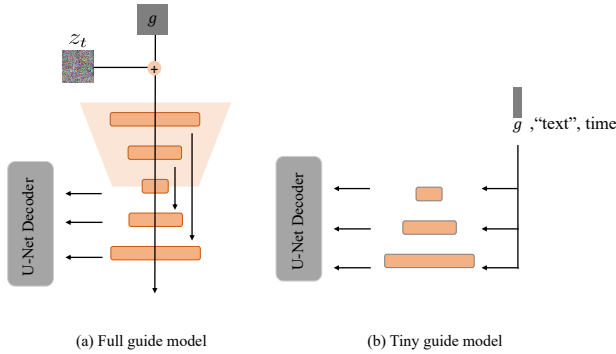 g
z_t
+
U-Net Decoder
(a) Full guide model
g ,“text”, time
U-Net Decoder
(b) Tiny guide model